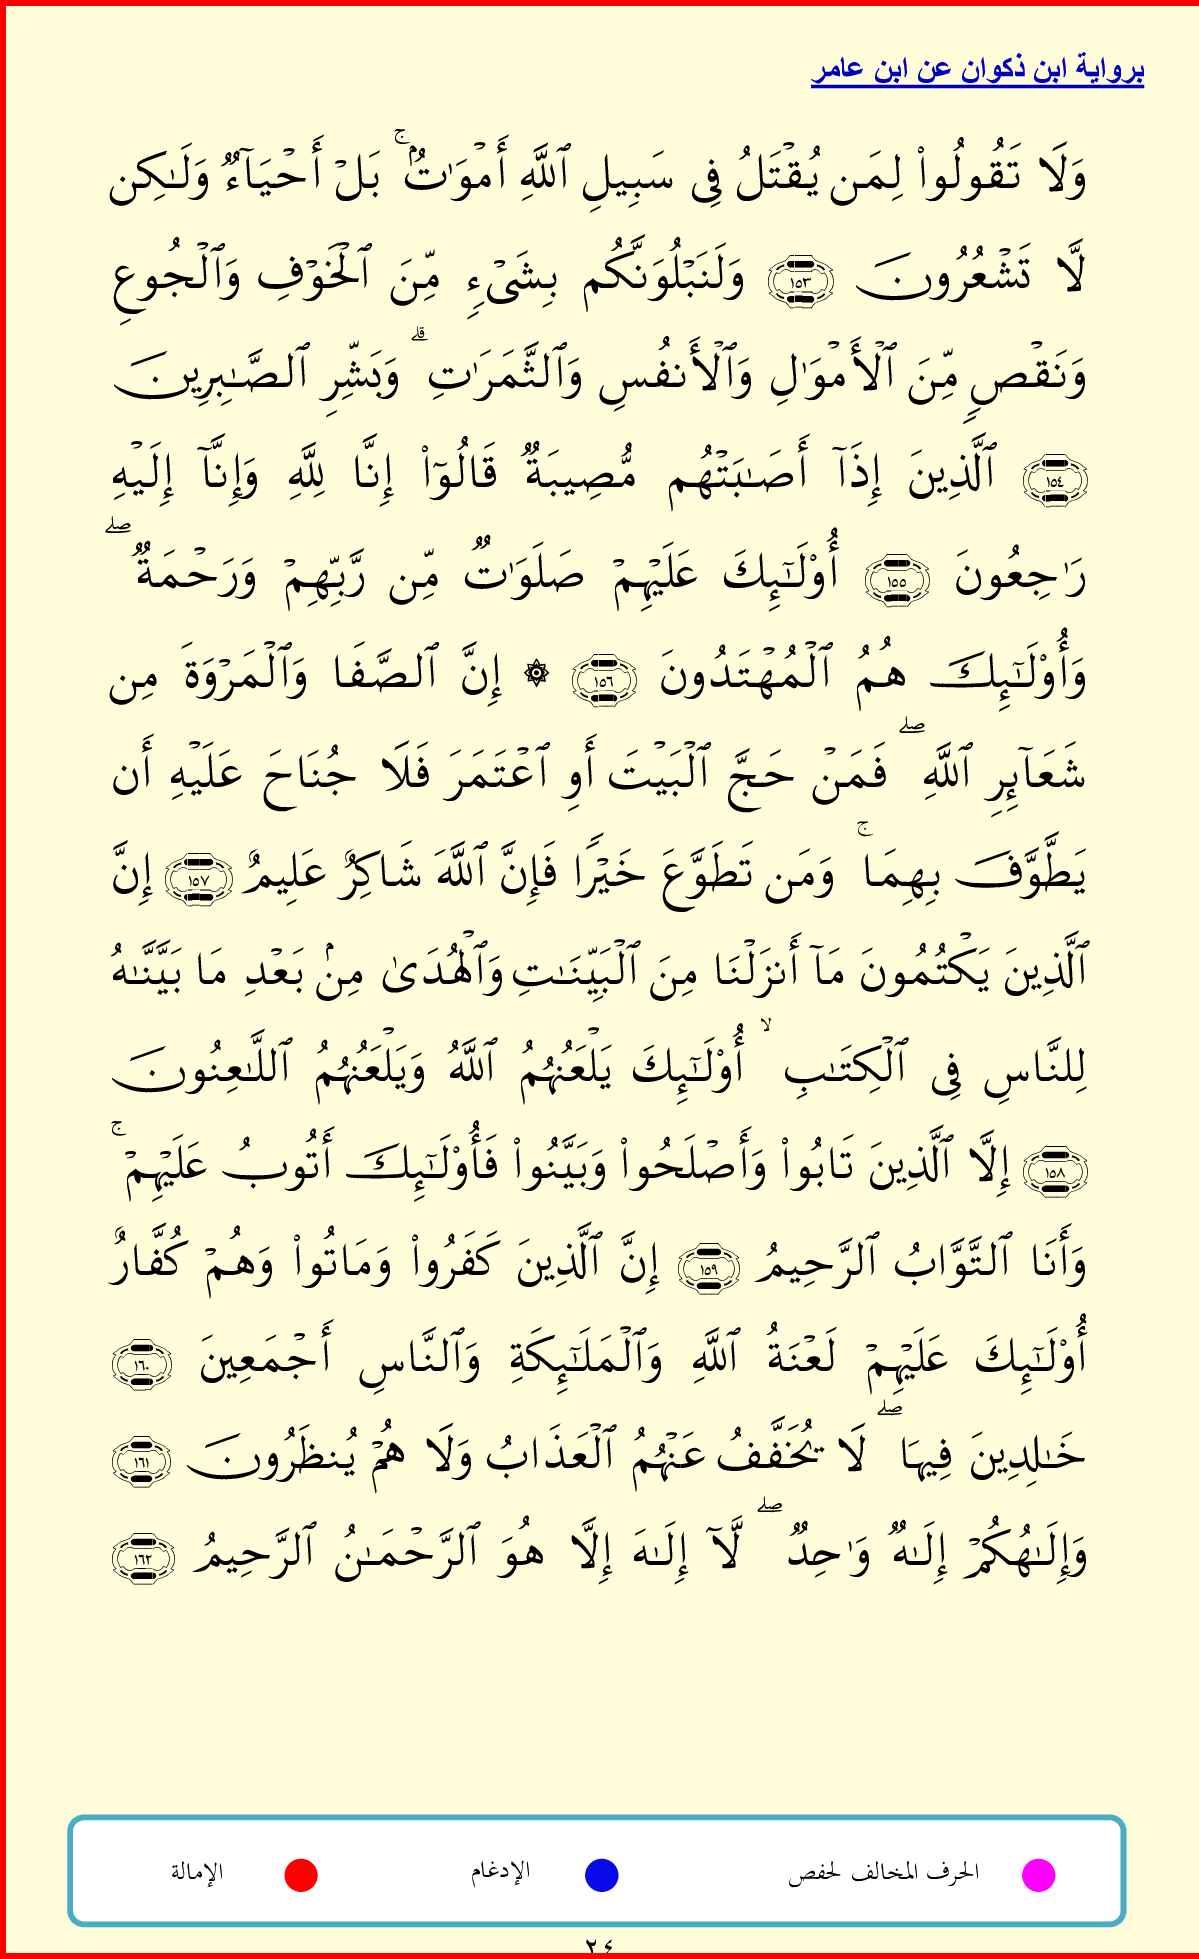 برواية ابن ذكوان عن ابن عامر
وَلَا تَقُولُوا۟ لِمَن يُقْتَلُ فِى سَبِيلِ ٱللَّهِ أَمْوَٰتٌۢ ۚ بَلْ أَحْيَآءٌ وَلَـٰكِن
لَّا تَشْعُرُونَ ١٥٣ وَلَنَبْلُوَنَّكُم بِشَىْءٍ مِّنَ ٱلْخَوْفِ وَٱلْجُوعِ
وَنَقْصٍ مِّنَ ٱلْأَمْوَٰلِ وَٱلْأَنفُسِ وَٱلثَّمَرَٰتِ ۗ وَبَشِّرِ ٱلصَّـٰبِرِينَ
١٥٤ ٱلَّذِينَ إِذَآ أَصَـٰبَتْهُم مُّصِيبَةٌ قَالُوٓا۟ إِنَّا لِلَّهِ وَإِنَّآ إِلَيْهِ
رَٰجِعُونَ ١٥٥ أُو۟لَـٰٓئِكَ عَلَيْهِمْ صَلَوَٰتٌ مِّن رَّبِّهِمْ وَرَحْمَةٌ ۖ
وَأُو۟لَـٰٓئِكَ هُمُ ٱلْمُهْتَدُونَ ١٥٦ ۞ إِنَّ ٱلصَّفَا وَٱلْمَرْوَةَ مِن
شَعَآئِرِ ٱللَّهِ ۖ فَمَنْ حَجَّ ٱلْبَيْتَ أَوِ ٱعْتَمَرَ فَلَا جُنَاحَ عَلَيْهِ أَن
يَطَّوَّفَ بِهِمَا ۚ وَمَن تَطَوَّعَ خَيْرًا فَإِنَّ ٱللَّهَ شَاكِرٌ عَلِيمٌ ١٥٧ إِنَّ
ٱلَّذِينَ يَكْتُمُونَ مَآ أَنزَلْنَا مِنَ ٱلْبَيِّنَـٰتِ وَٱلْهُدَىٰ مِنۢ بَعْدِ مَا بَيَّنَّـٰهُ
لِلنَّاسِ فِى ٱلْكِتَـٰبِ ۙ أُو۟لَـٰٓئِكَ يَلْعَنُهُمُ ٱللَّهُ وَيَلْعَنُهُمُ ٱللَّـٰعِنُونَ
١٥٨ إِلَّا ٱلَّذِينَ تَابُوا۟ وَأَصْلَحُوا۟ وَبَيَّنُوا۟ فَأُو۟لَـٰٓئِكَ أَتُوبُ عَلَيْهِمْ ۚ
وَأَنَا ٱلتَّوَّابُ ٱلرَّحِيمُ ١٥٩ إِنَّ ٱلَّذِينَ كَفَرُوا۟ وَمَاتُوا۟ وَهُمْ كُفَّارٌ
أُو۟لَـٰٓئِكَ عَلَيْهِمْ لَعْنَةُ ٱللَّهِ وَٱلْمَلَـٰٓئِكَةِ وَٱلنَّاسِ أَجْمَعِينَ ١٦٠
خَـٰلِدِينَ فِيهَا ۖ لَا يُخَفَّفُ عَنْهُمُ ٱلْعَذَابُ وَلَا هُمْ يُنظَرُونَ ١٦١
وَإِلَـٰهُكُمْ إِلَـٰهٌ وَٰحِدٌ ۖ لَّآ إِلَـٰهَ إِلَّا هُوَ ٱلرَّحْمَـٰنُ ٱلرَّحِيمُ ١٦٢
الحرف المخالف لحفص الإدغام الإمالة
٢٤